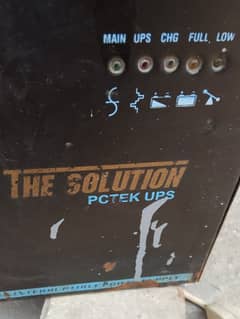 MAIN UPS CHG FULL LOW
THE SOLUTION
PCTEK UPS